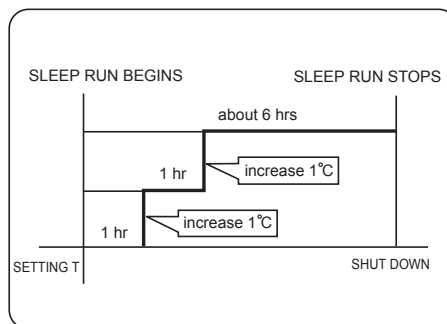 SLEEP RUN BEGINS
SLEEP RUN STOPS
about 6 hrs
1 hr
increase 1℃
1 hr
increase 1℃
SETTING T
SHUT DOWN